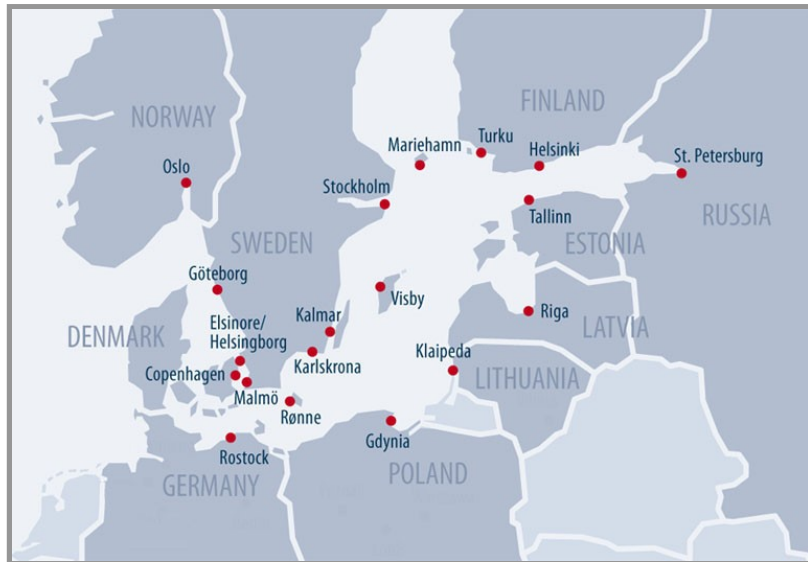 FINLAND
NORWAY
Turku
Mariehamn
Helsinki
St. Petersburg
Oslo
Stockholm
RUSSIA
Tallinn
SWEDEN
ESTONIA
Göteborg
Visby
Kalmar
Riga
Elsinore/
Helsingborg
DENMARK
LATVIA
Klaipeda
Karlskrona
Copenhagen
LITHUANIA
Malmö
Rønne
Gdynia
Rostock
POLAND
GERMANY